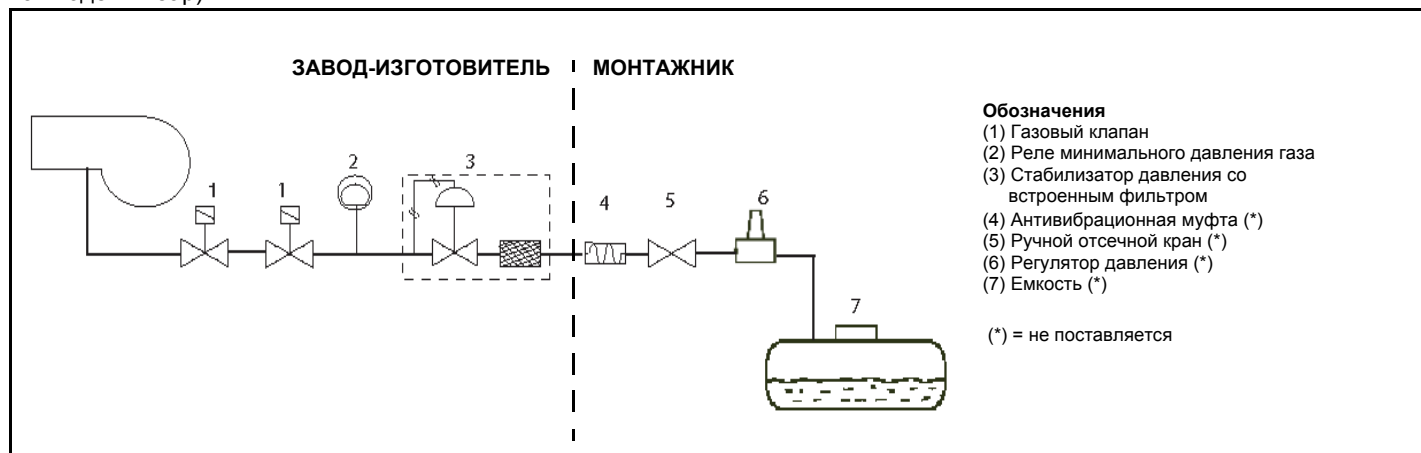 ЗАВОД-ИЗГОТОВИТЕЛЬ МОНТАЖНИК
Обозначения
(1) Газовый клапан
(2) Реле минимального давления газа
(3) Стабилизатор давления со
встроенным фильтром
(4) Антивибрационная муфта (*)
(5) Ручной отсечной кран (*)
(6) Регулятор давления (*)
(7) Емкость (*)
(*) = не поставляется
1 1 2 3 4 5 6
7